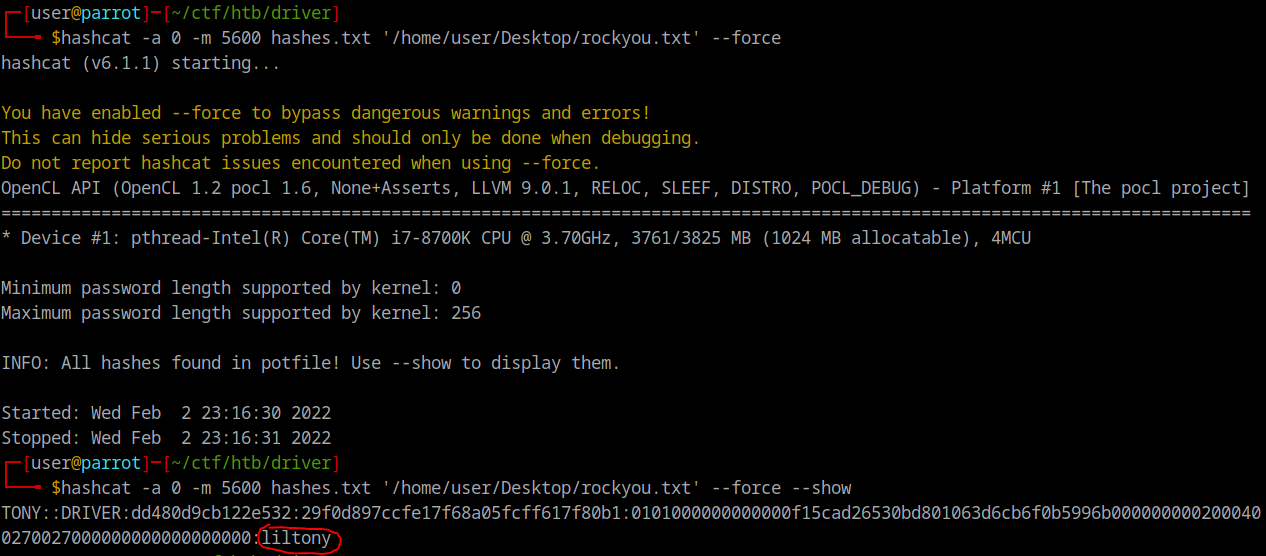 ┌─[user@parrot]─[~/ctf/htb/driver]
└──╼ $hashcat -a 0 -m 5600 hashes.txt '/home/user/Desktop/rockyou.txt' --force
hashcat (v6.1.1) starting...
You have enabled --force to bypass dangerous warnings and errors!
This can hide serious problems and should only be done when debugging.
Do not report hashcat issues encountered when using --force.
OpenCL API (OpenCL 1.2 pocl 1.6, None+Asserts, LLVM 9.0.1, RELOC, SLEEF, DISTRO, POCL_DEBUG) - Platform #1 [The pocl project]
=============================================================================================================================
* Device #1: pthread-Intel(R) Core(TM) i7-8700K CPU @ 3.70GHz, 3761/3825 MB (1024 MB allocatable), 4MCU
Minimum password length supported by kernel: 0
Maximum password length supported by kernel: 256
INFO: All hashes found in potfile! Use --show to display them.
Started: Wed Feb  2 23:16:30 2022
Stopped: Wed Feb  2 23:16:31 2022
┌─[user@parrot]─[~/ctf/htb/driver]
└──╼ $hashcat -a 0 -m 5600 hashes.txt '/home/user/Desktop/rockyou.txt' --force --show
TONY::DRIVER:dd480d9cb122e532:29f0d897ccfe17f68a05fcff617f80b1:0101000000000000f15cad26530bd801063d6cb6f0b5996b000000000200040
02700270000000000000000000:liltony